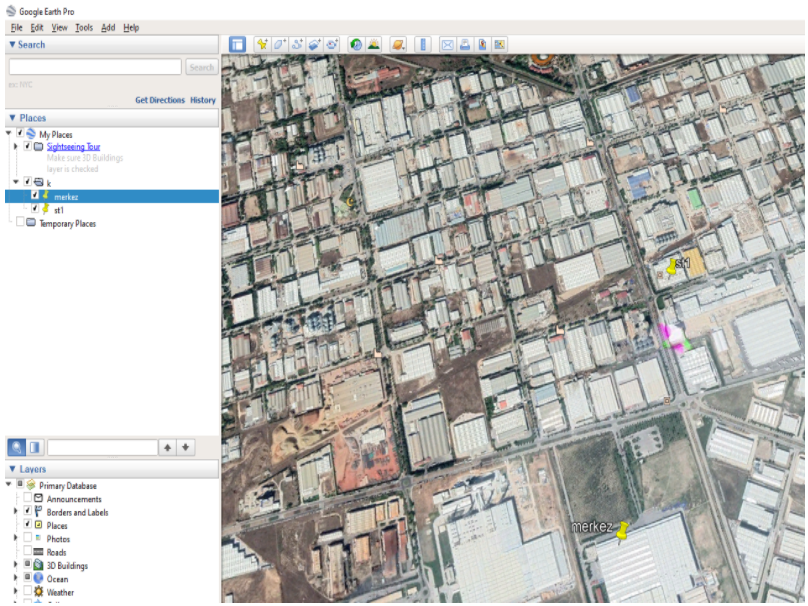 Google Earth Pro
File Edit View Tools Add Help
▼ Search
Search
ex: NYC
Get Directions History
▼ Places
My Places
Sightseeing Tour
Make sure 3D Buildings
layer is checked
k
merkez
st1
Temporary Places
st1
merkez
▼ Layers
Primary Database
Announcements
Borders and Labels
Places
Photos
Roads
3D Buildings
Ocean
Weather